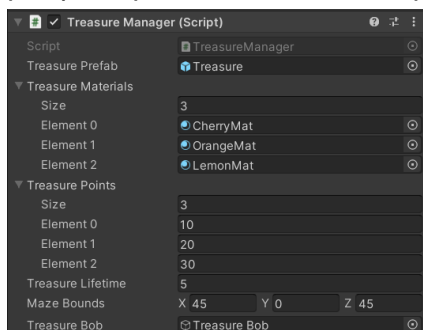 Treasure Manager (Script)
Script TreasureManager
Treasure Prefab Treasure
Treasure Materials
Size 3
Element 0 CherryMat
Element 1 OrangeMat
Element 2 LemonMat
Treasure Points
Size 3
Element 0 10
Element 1 20
Element 2 30
Treasure Lifetime 5
Maze Bounds X 45 Y 0 Z 45
Treasure Bob Treasure Bob